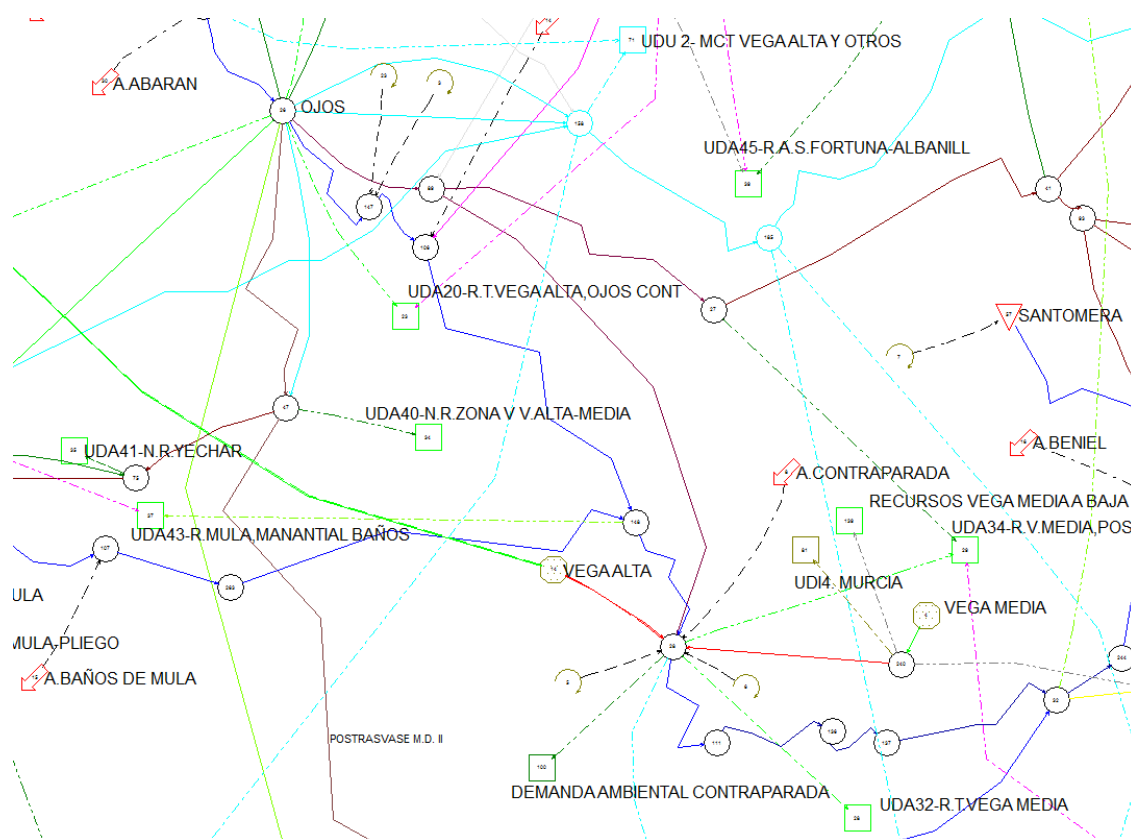 UDU 2- MCT VEGA ALTA Y OTROS
A.ABARAN
OJOS
UDA45-R.A.S.FORTUNA-ALBANILL
UDA20-R.T.VEGA ALTA,OJOS CONT
SANTOMERA
UDA40-N.R.ZONA V V.ALTA-MEDIA
UDA41-N.R.YECHAR
A.BENIEL
A.CONTRAPARADA
RECURSOS VEGA MEDIA A BAJA
UDA43-R.MULA,MANANTIAL BAÑOS
UDA34-R.V.MEDIA,POS
VEGA ALTA
UDI4. MURCIA
ULA
VEGA MEDIA
MULA-PLIEGO
A.BAÑOS DE MULA
POSTRASVASE M.D. II
DEMANDA AMBIENTAL CONTRAPARADA
UDA32-R.T.VEGA MEDIA